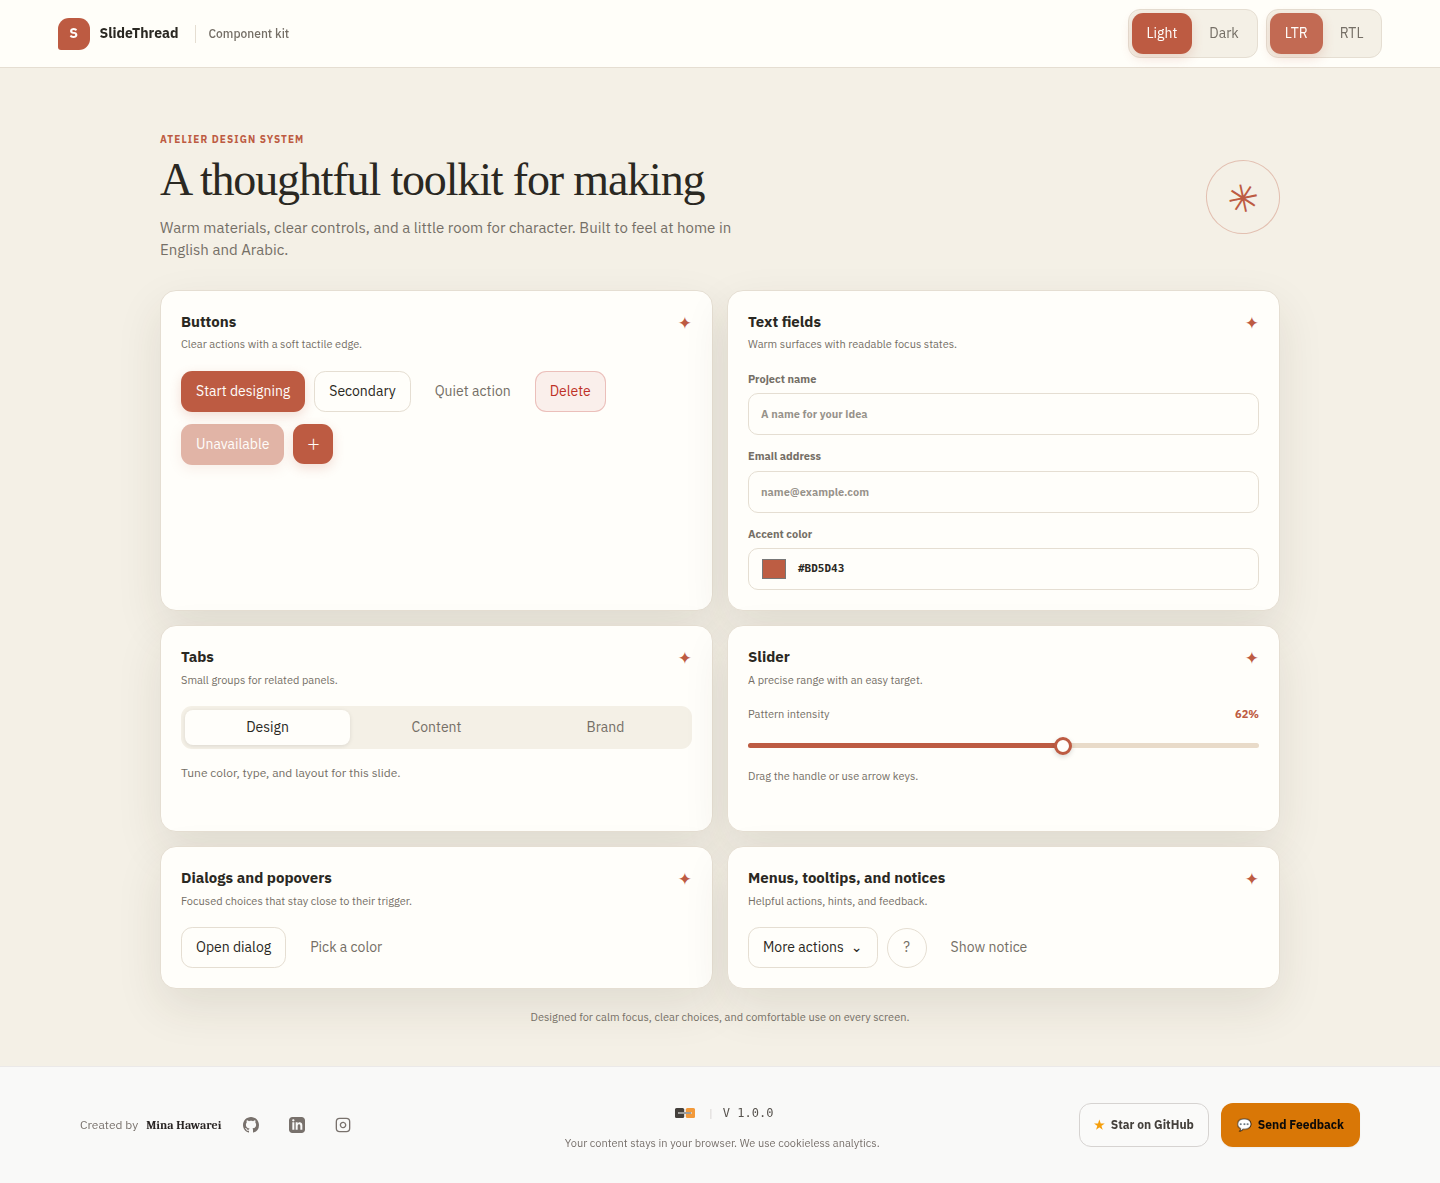 S SlideThread Component kit Light Dark LTR RTL
ATELIER DESIGN SYSTEM
A thoughtful toolkit for making
Warm materials, clear controls, and a little room for character. Built to feel at home in
English and Arabic.
Buttons
Clear actions with a soft tactile edge.
Start designing Secondary Quiet action Delete
Unavailable +
Text fields
Warm surfaces with readable focus states.
Project name
A name for your idea
Email address
name@example.com
Accent color
#BD5D43
Tabs
Small groups for related panels.
Design Content Brand
Tune color, type, and layout for this slide.
Slider
A precise range with an easy target.
Pattern intensity 62%
Drag the handle or use arrow keys.
Dialogs and popovers
Focused choices that stay close to their trigger.
Open dialog Pick a color
Menus, tooltips, and notices
Helpful actions, hints, and feedback.
More actions ? Show notice
Designed for calm focus, clear choices, and comfortable use on every screen.
Created by Mina Hawarei
| V 1.0.0
Your content stays in your browser. We use cookieless analytics.
★ Star on GitHub 💬 Send Feedback